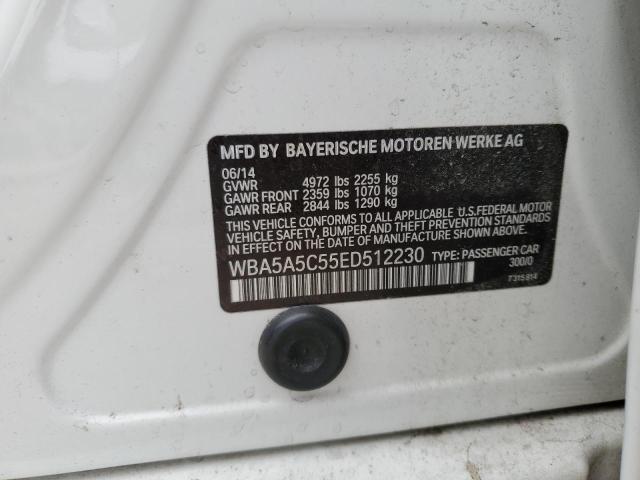 MFD BY BAYERISCHE MOTOREN WERKE AG
06/14
GVWR 4972 lbs 2255 kg
GAWR FRONT 2359 lbs 1070 kg
GAWR REAR 2844 lbs 1290 kg
THIS VEHICLE CONFORMS TO ALL APPLICABLE U.S.FEDERAL MOTOR
VEHICLE SAFETY, BUMPER AND THEFT PREVENTION STANDARDS
IN EFFECT ON THE DATE OF MANUFACTURE SHOWN ABOVE.
WBA5A5C55ED512230 TYPE: PASSENGER CAR
300/0
7315814